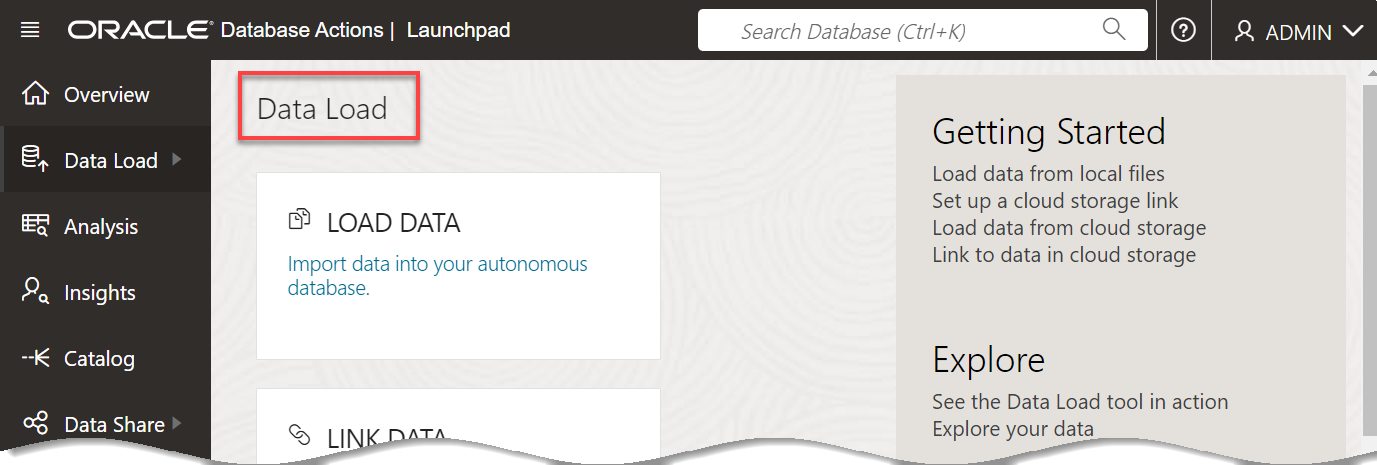 ORACLE Database Actions | Launchpad
Search Database (Ctrl+K)
ADMIN
Overview
Data Load
Analysis
Insights
Catalog
Data Share
Data Load
LOAD DATA
Import data into your autonomous
database.
LINK DATA
Getting Started
Load data from local files
Set up a cloud storage link
Load data from cloud storage
Link to data in cloud storage
Explore
See the Data Load tool in action
Explore your data